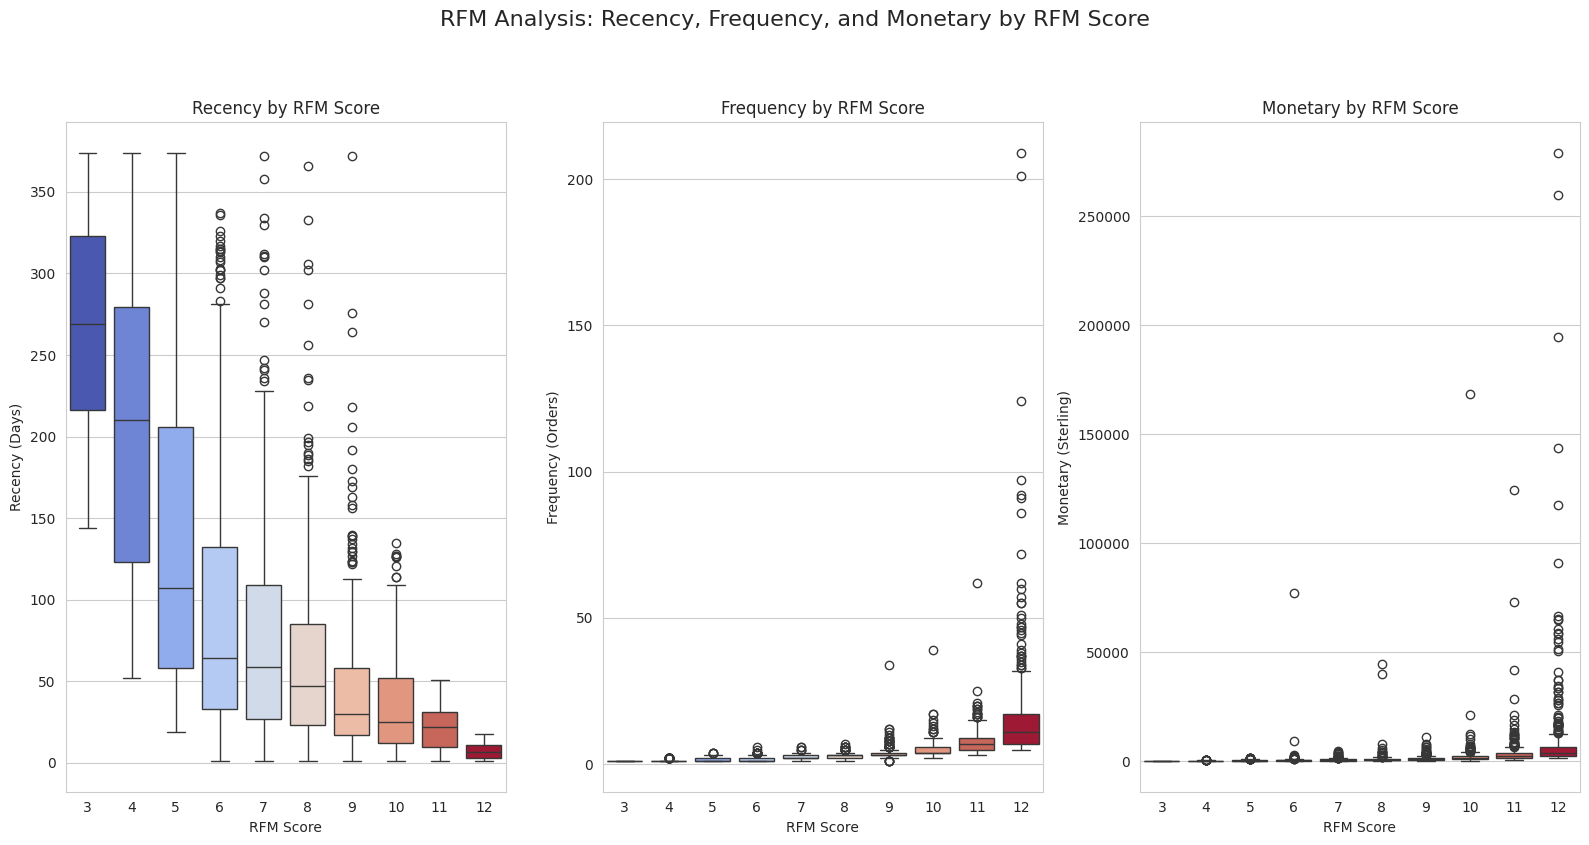 RFM Analysis: Recency, Frequency, and Monetary by RFM Score
Recency by RFM Score
Recency (Days)
350
300
250
200
150
100
50
0
3 4 5 6 7 8 9 10 11 12
RFM Score
Frequency by RFM Score
Frequency (Orders)
200
150
100
50
0
3 4 5 6 7 8 9 10 11 12
RFM Score
Monetary by RFM Score
Monetary (Sterling)
250000
200000
150000
100000
50000
0
3 4 5 6 7 8 9 10 11 12
RFM Score